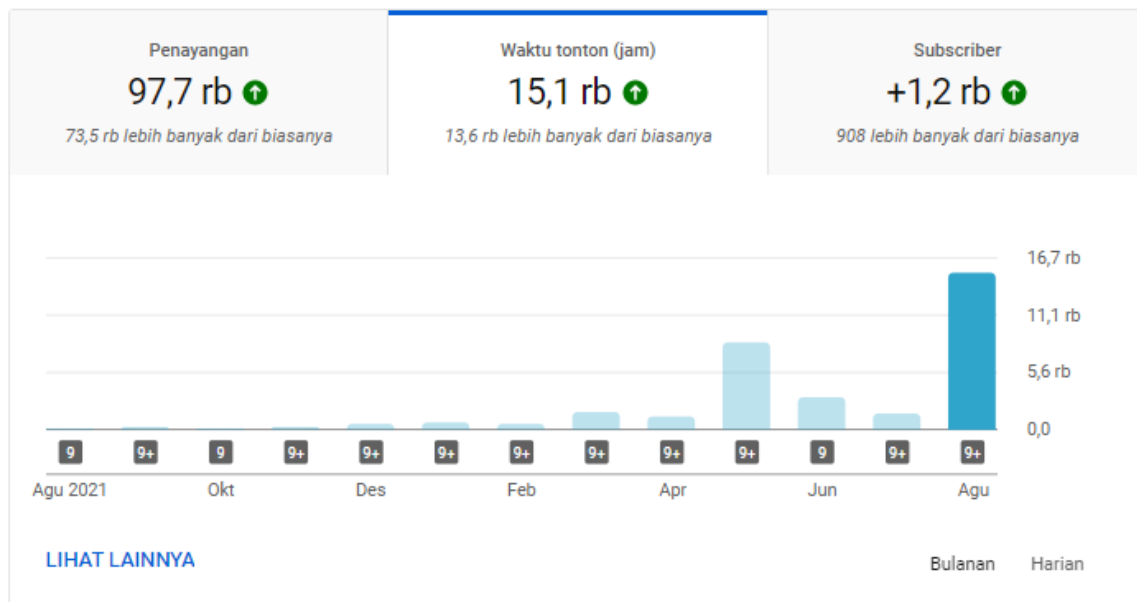 Penayangan
97,7 rb
73,5 rb lebih banyak dari biasanya
Waktu tonton (jam)
15,1 rb
13,6 rb lebih banyak dari biasanya
Subscriber
+1,2 rb
908 lebih banyak dari biasanya
16,7 rb
11,1 rb
5,6 rb
0,0
9 9+ 9 9+ 9+ 9+ 9+ 9+ 9+ 9+ 9 9+ 9+
Agu 2021 Okt Des Feb Apr Jun Agu
LIHAT LAINNYA
Bulanan Harian